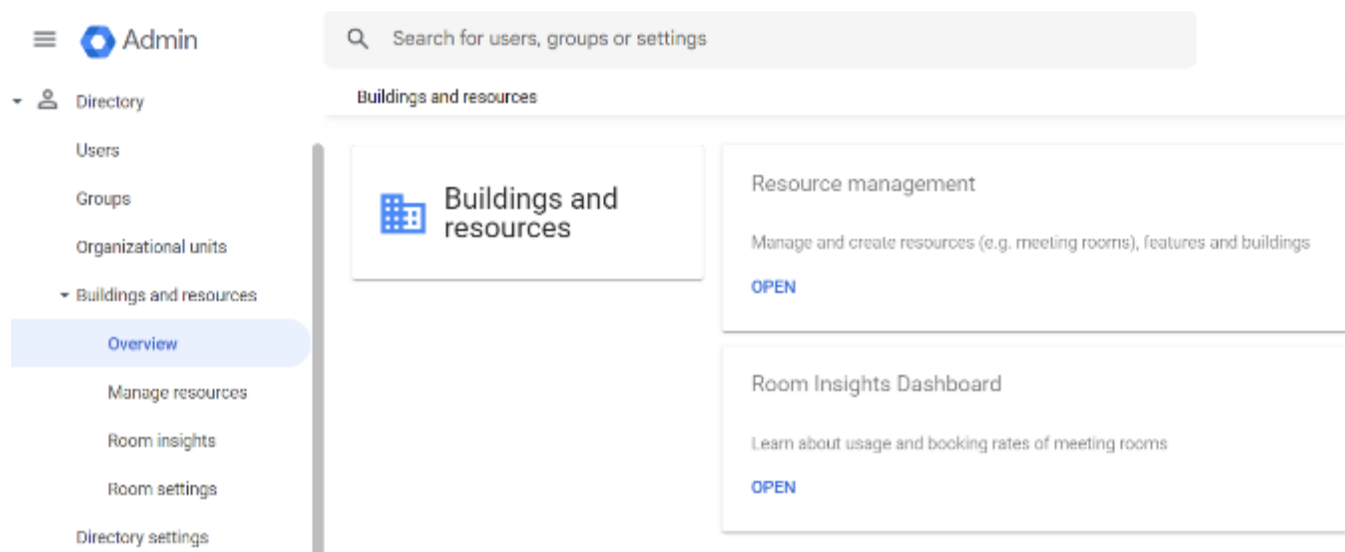 Admin
Search for users, groups or settings
Directory
Buildings and resources
Users
Groups
Organizational units
Buildings and resources
Overview
Manage resources
Room insights
Room settings
Directory settings
Buildings and
resources
Resource management
Manage and create resources (e.g. meeting rooms), features and buildings
OPEN
Room Insights Dashboard
Learn about usage and booking rates of meeting rooms
OPEN